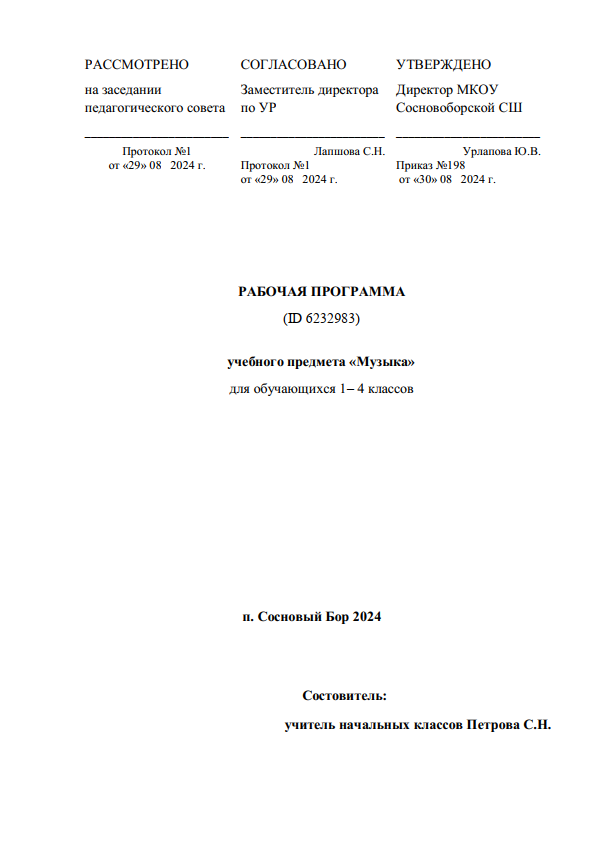 РАССМОТРЕНО
на заседании
педагогического совета
Протокол №1
от «29» 08 2024 г.
СОГЛАСОВАНО
Заместитель директора
по УР
Лапшова С.Н.
Протокол №1
от «29» 08 2024 г.
УТВЕРЖДЕНО
Директор МКОУ
Сосновоборской СШ
Урлапова Ю.В.
Приказ №198
от «30» 08 2024 г.
РАБОЧАЯ ПРОГРАММА
(ID 6232983)
учебного предмета «Музыка»
для обучающихся 1– 4 классов
п. Сосновый Бор 2024
Состовитель:
учитель начальных классов Петрова С.Н.